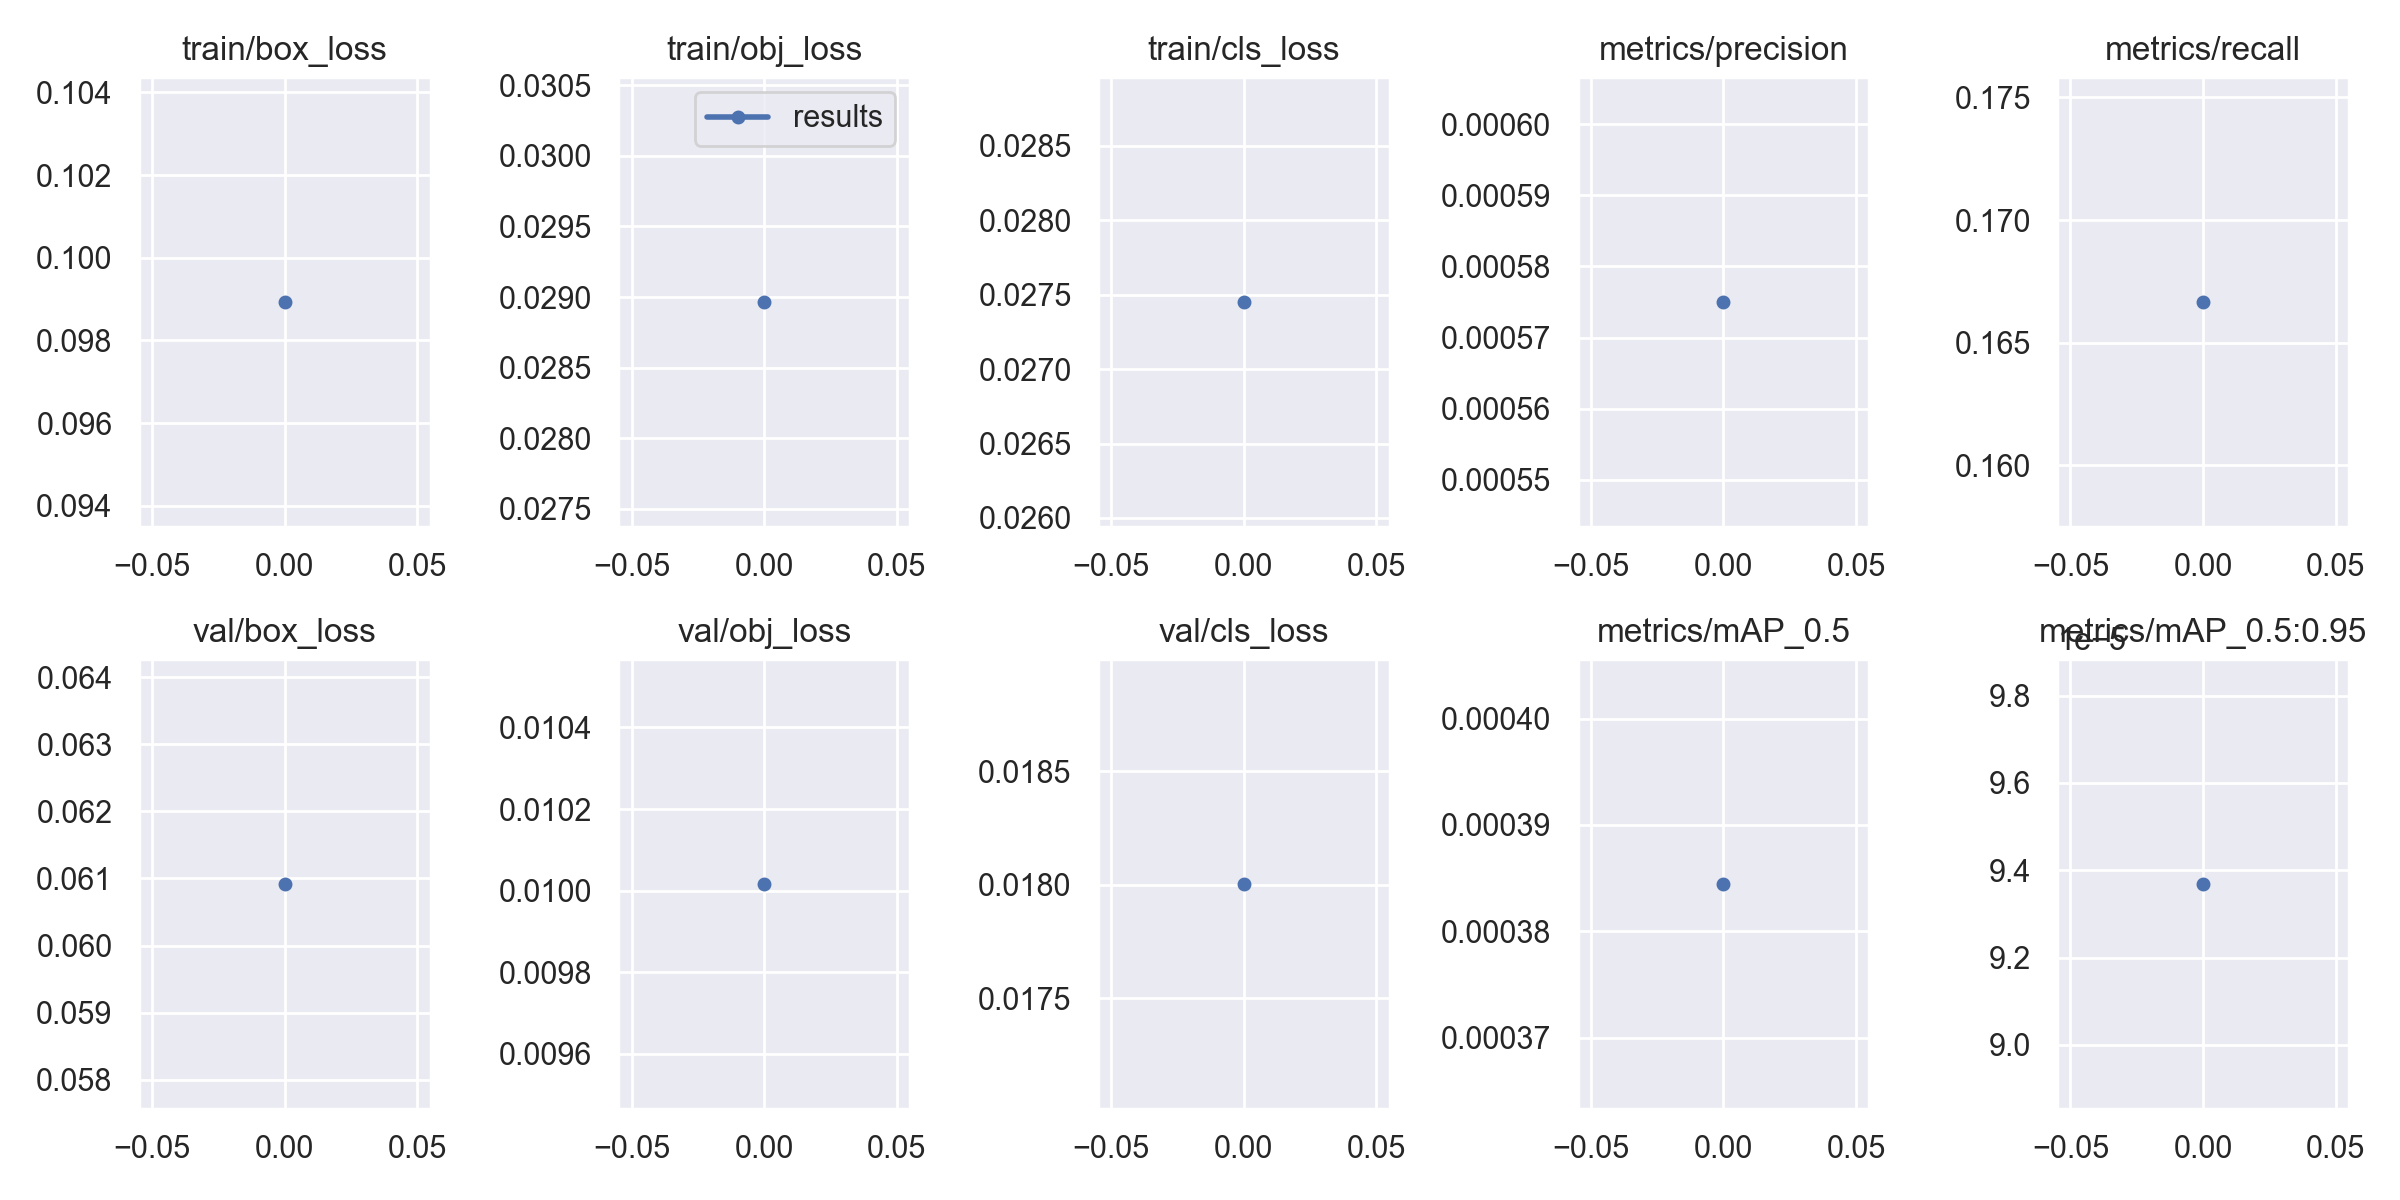 train/box_loss
0.104
0.102
0.100
0.098
0.096
0.094
−0.05 0.00 0.05
train/obj_loss
results
0.0305
0.0300
0.0295
0.0290
0.0285
0.0280
0.0275
−0.05 0.00 0.05
train/cls_loss
0.0285
0.0280
0.0275
0.0270
0.0265
0.0260
−0.05 0.00 0.05
metrics/precision
0.00060
0.00059
0.00058
0.00057
0.00056
0.00055
−0.05 0.00 0.05
metrics/recall
0.175
0.170
0.165
0.160
−0.05 0.00 0.05
val/box_loss
0.064
0.063
0.062
0.061
0.060
0.059
0.058
−0.05 0.00 0.05
val/obj_loss
0.0104
0.0102
0.0100
0.0098
0.0096
−0.05 0.00 0.05
val/cls_loss
0.0185
0.0180
0.0175
−0.05 0.00 0.05
metrics/mAP_0.5
0.00040
0.00039
0.00038
0.00037
−0.05 0.00 0.05
metrics/mAP_0.5:0.95
1e−5
9.8
9.6
9.4
9.2
9.0
−0.05 0.00 0.05